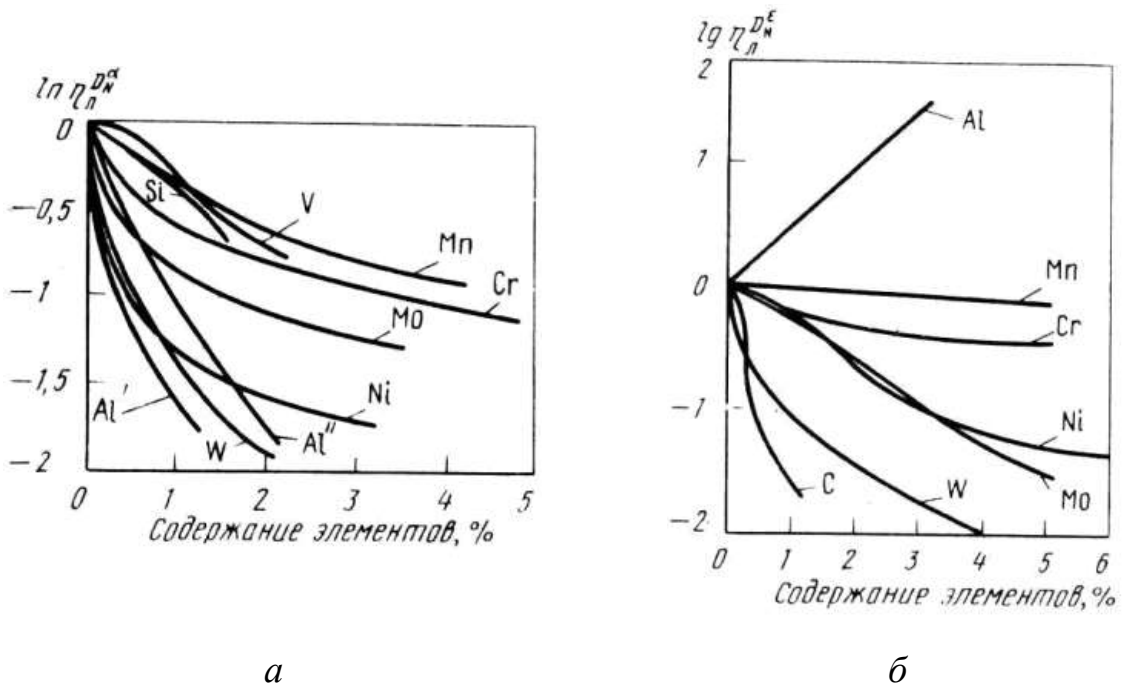 ln η_л^{D_N^α}
0
—0,5
—1
—1,5
—2
0 1 2 3 4 5
Содержание элементов, %
Si
V
Mn
Cr
Mo
Ni
Al'
W
Al''
а
lg η_л^{D_N^ε}
2
1
0
—1
—2
0 1 2 3 4 5 6
Содержание элементов, %
Al
Mn
Cr
Ni
Mo
W
C
б